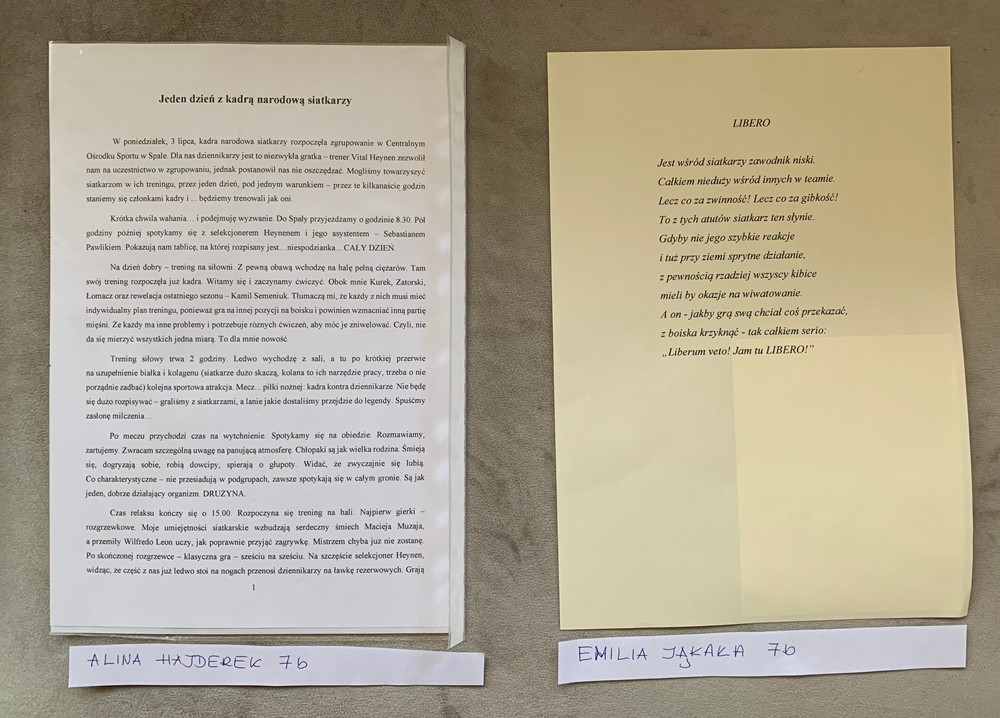 Jeden dzień z kadrą narodową siatkarzy
W poniedziałek, 3 lipca, kadra narodowa siatkarzy rozpoczęła zgrupowanie w Centralnym
Ośrodku Sportu w Spale. Dla nas dziennikarzy jest to niezwykła gratka – trener Vital Heynen zezwolił
nam na uczestnictwo w zgrupowaniu, jednak postanowił nas nie oszczędzać. Mogliśmy towarzyszyć
siatkarzom w ich treningu, przez jeden dzień, pod jednym warunkiem – przez te kilkanaście godzin
staniemy się członkami kadry i ... będziemy trenowali jak oni.
Krótka chwila wahania... i podejmuję wyzwanie. Do Spały przyjeżdżamy o godzinie 8.30. Pół
godziny później spotykamy się z selekcjonerem Heynenem i jego asystentem – Sebastianem
Pawlikiem. Pokazują nam tablicę, na której rozpisany jest...niespodzianka...CAŁY DZIEŃ.
Na dzień dobry – trening na siłowni. Z pewną obawą wchodzę na halę pełną ciężarów. Tam
swój trening rozpoczęła już kadra. Witamy się i zaczynamy ćwiczyć. Obok mnie Kurek, Zatorski,
Łomacz oraz rewelacja ostatniego sezonu – Kamil Semeniuk. Tłumaczą mi, że każdy z nich musi mieć
indywidualny plan treningu, ponieważ gra na innej pozycji na boisku i powinien wzmacniać inną partię
mięśni. Że każdy ma inne problemy i potrzebuje różnych ćwiczeń, aby móc je zniwelować. Czyli, nie
da się mierzyć wszystkich jedna miarą. To dla mnie nowość.
Trening siłowy trwa 2 godziny. Ledwo wychodzę z sali, a tu po krótkiej przerwie
na uzupełnienie białka i kolagenu (siatkarze dużo skaczą, kolana to ich narzędzie pracy, trzeba o nie
porządnie zadbać) kolejna sportowa atrakcja. Mecz...piłki nożnej: kadra kontra dziennikarze. Nie będę
się dużo rozpisywać – graliśmy z siatkarzami, a lanie jakie dostaliśmy przejdzie do legendy. Spuśćmy
zasłonę milczenia...
Po meczu przychodzi czas na wytchnienie. Spotykamy się na obiedzie. Rozmawiamy,
żartujemy. Zwracam szczególną uwagę na panującą atmosferę. Chłopaki są jak wielka rodzina. Śmieją
się, dogryzają sobie, robią dowcipy, spierają o głupoty. Widać, że zwyczajnie się lubią.
Co charakterystyczne – nie przesiadują w podgrupach, zawsze spotykają się w całym gronie. Są jak
jeden, dobrze działający organizm. DRUŻYNA.
Czas relaksu kończy się o 15.00. Rozpoczyna się trening na hali. Najpierw gierki –
rozgrzewkowe. Moje umiejętności siatkarskie wzbudzają serdeczny śmiech Macieja Muzaja,
a przemiły Wilfredo Leon uczy, jak poprawnie przyjąć zagrywkę. Mistrzem chyba już nie zostanę.
Po skończonej rozgrzewce – klasyczna gra – sześciu na sześciu. Na szczęście selekcjoner Heynen,
widząc, że część z nas już ledwo stoi na nogach przenosi dziennikarzy na ławkę rezerwowych. Grają
1
ALINA HAJDEREK 7b
LIBERO
Jest wśród siatkarzy zawodnik niski.
Całkiem nieduży wśród innych w teamie.
Lecz co za zwinność! Lecz co za gibkość!
To z tych atutów siatkarz ten słynie.
Gdyby nie jego szybkie reakcje
i tuż przy ziemi sprytne działanie,
z pewnością rzadziej wszyscy kibice
mieli by okazje na wiwatowanie.
A on - jakby grą swą chciał coś przekazać,
z boiska krzyknąć - tak całkiem serio:
„Liberum veto! Jam tu LIBERO!"
EMILIA JĄKAŁA 7b